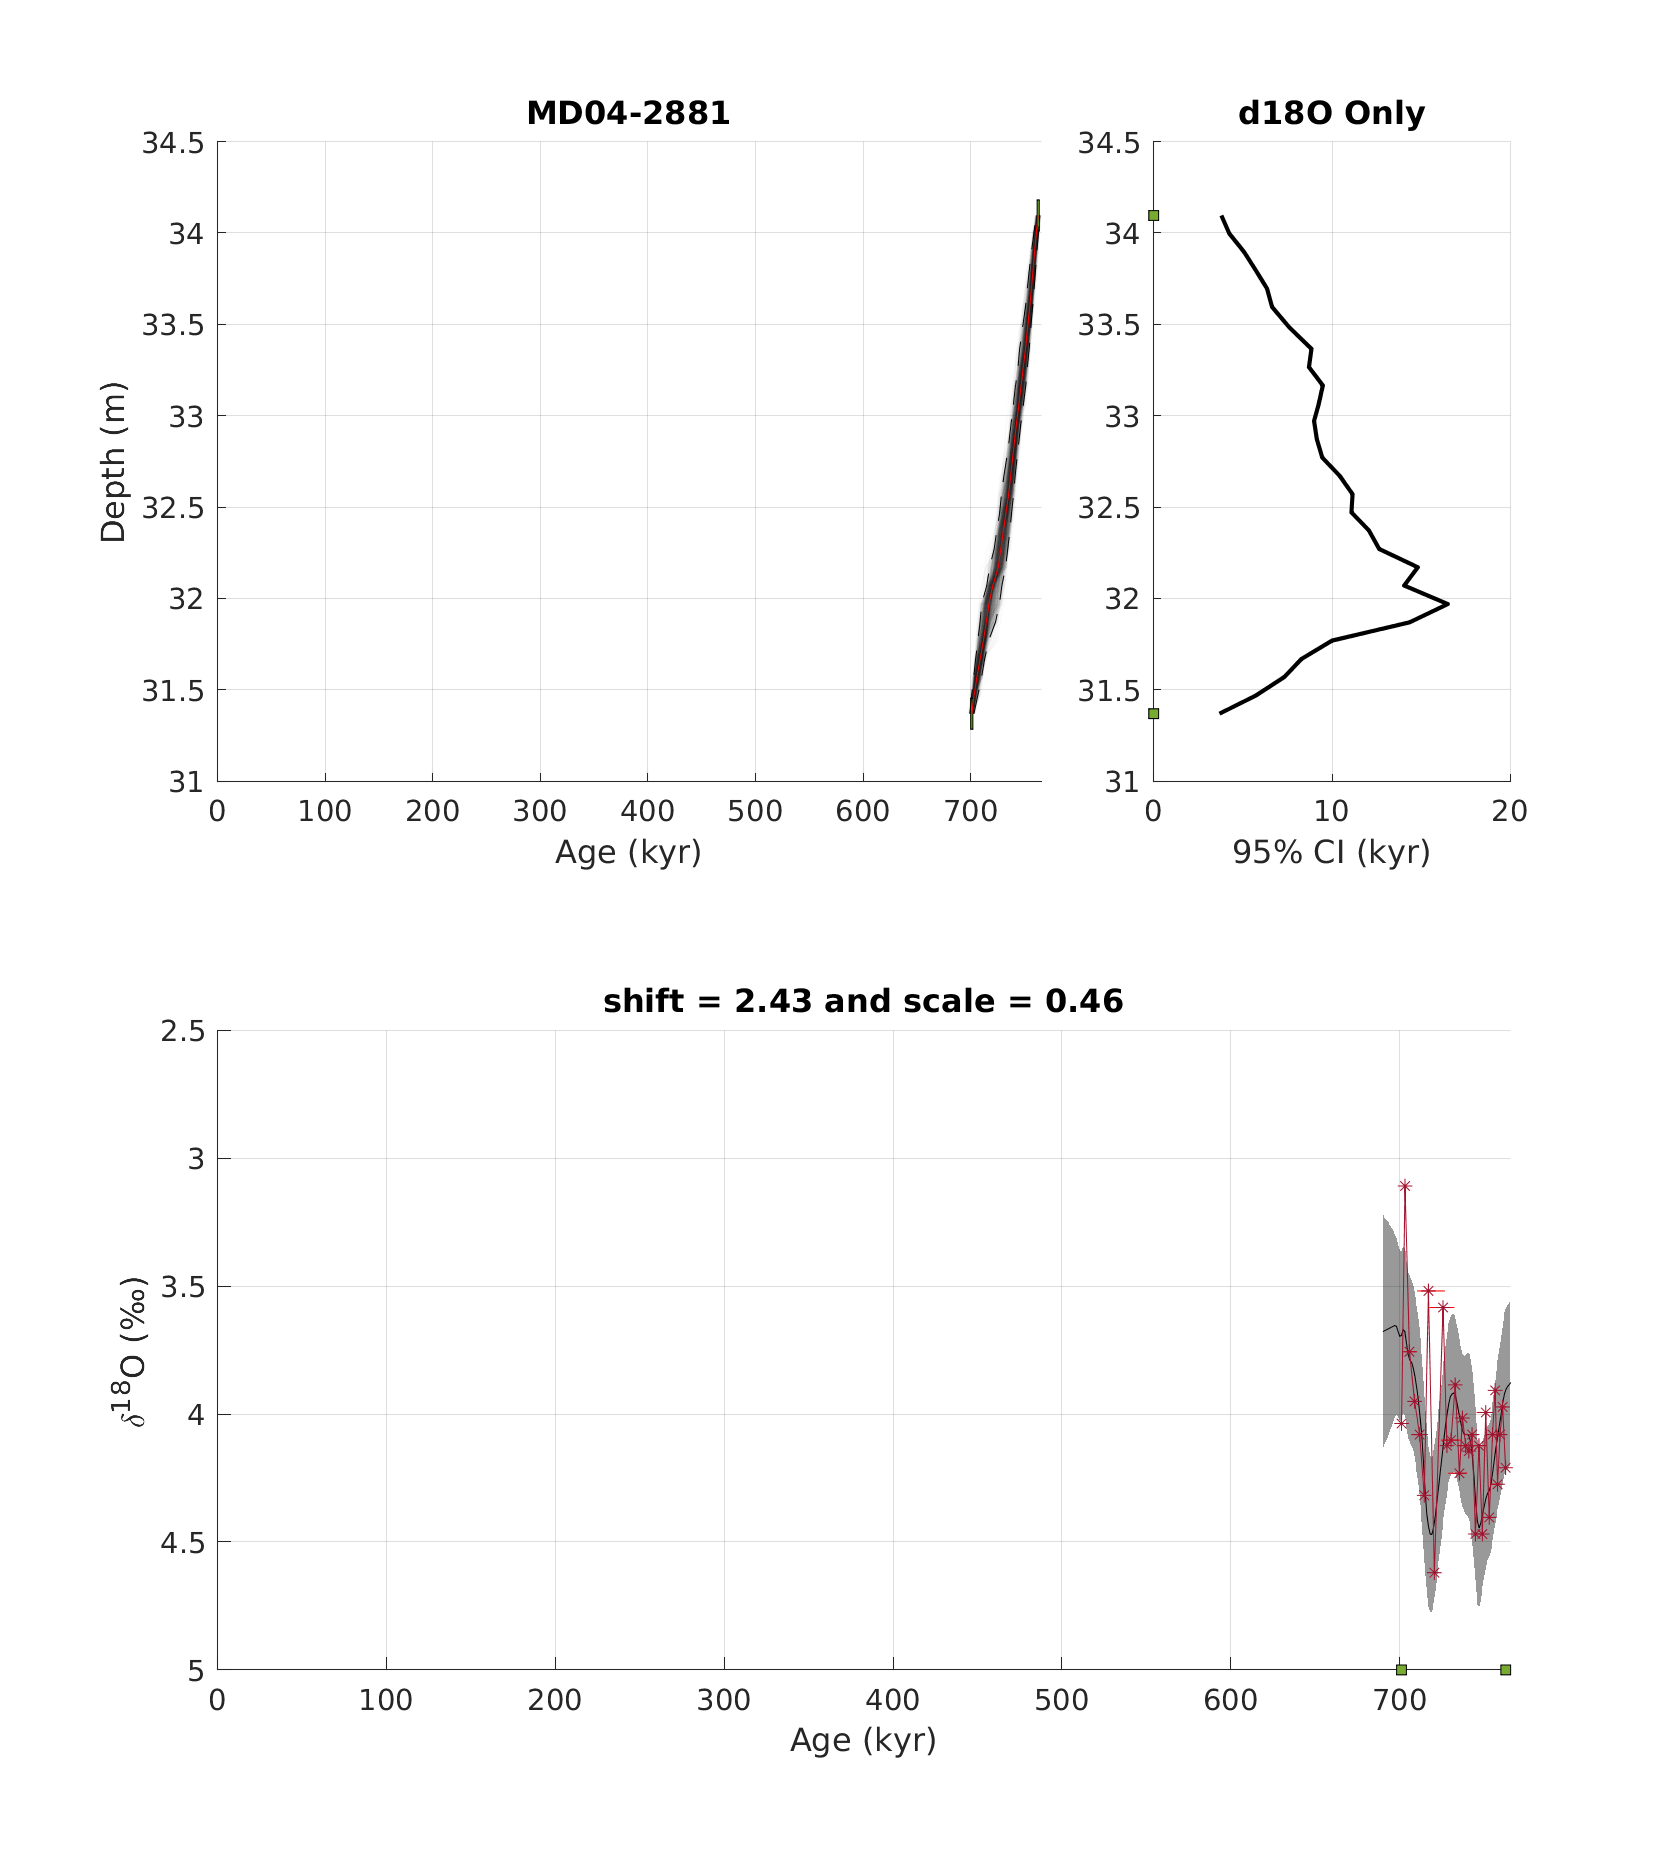 MD04-2881
34.5
34
33.5
33
32.5
32
31.5
31
Depth (m)
0 100 200 300 400 500 600 700
Age (kyr)
d18O Only
34.5
34
33.5
33
32.5
32
31.5
31
0 10 20
95% CI (kyr)
shift = 2.43 and scale = 0.46
2.5
3
3.5
4
4.5
5
δ18O (‰)
0 100 200 300 400 500 600 700
Age (kyr)